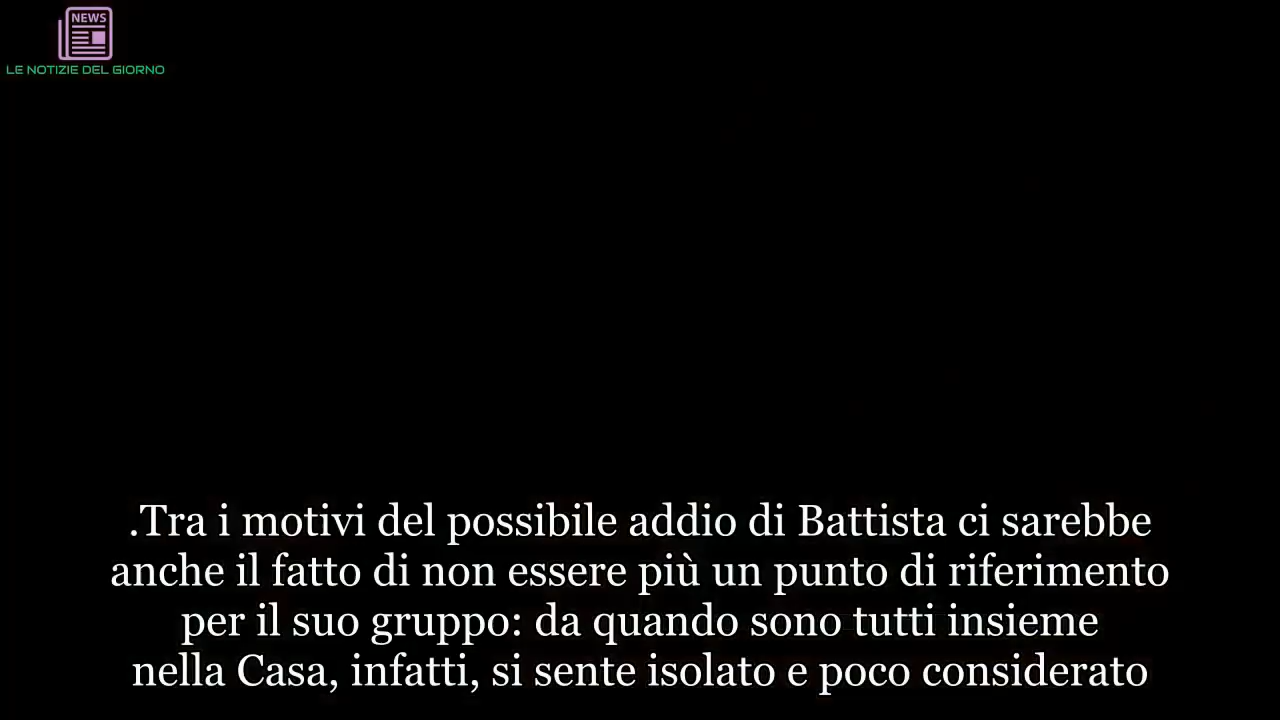 NEWS
LE NOTIZIE DEL GIORNO
.Tra i motivi del possibile addio di Battista ci sarebbe
anche il fatto di non essere più un punto di riferimento
per il suo gruppo: da quando sono tutti insieme
nella Casa, infatti, si sente isolato e poco considerato